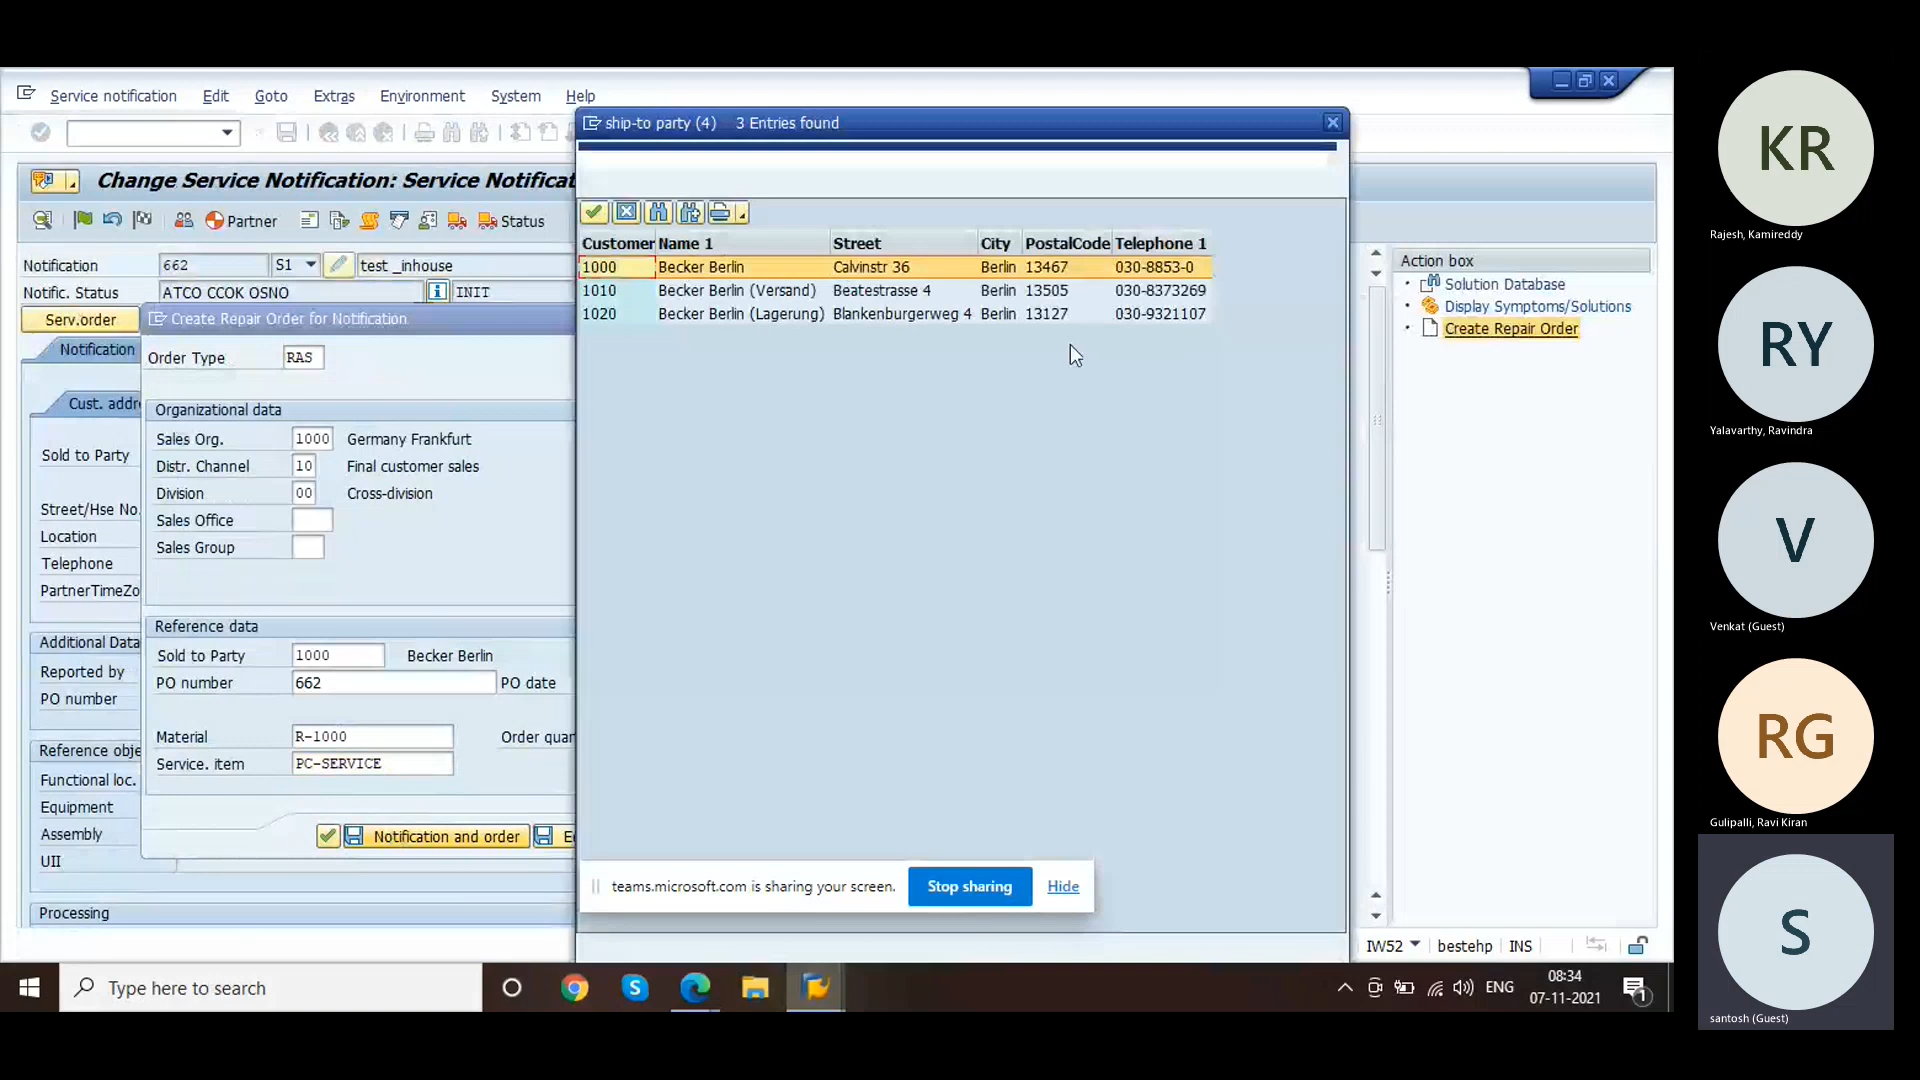 Service notification Edit Goto Extras Environment System Help
ship-to party (4) 3 Entries found
Change Service Notification: Service Notificat
Partner Status
Customer Name 1 Street City PostalCode Telephone 1
1000 Becker Berlin Calvinstr 36 Berlin 13467 030-8853-0
1010 Becker Berlin (Versand) Beatestrasse 4 Berlin 13505 030-8373269
1020 Becker Berlin (Lagerung) Blankenburgerweg 4 Berlin 13127 030-9321107
Notification 662 S1 test _inhouse
Notific. Status ATCO CCOK OSNO INIT
Serv.order
Create Repair Order for Notification
Notification
Order Type RAS
Cust. addr
Organizational data
Sales Org. 1000 Germany Frankfurt
Sold to Party
Distr. Channel 10 Final customer sales
Division 00 Cross-division
Street/Hse No.
Sales Office
Location
Sales Group
Telephone
PartnerTimeZo
Reference data
Additional Data
Sold to Party 1000 Becker Berlin
Reported by
PO number 662 PO date
PO number
Material R-1000 Order quan
Reference obje
Service. item PC-SERVICE
Functional loc.
Equipment
Assembly
Notification and order E
UII
Processing
teams.microsoft.com is sharing your screen. Stop sharing Hide
Action box
Solution Database
Display Symptoms/Solutions
Create Repair Order
IW52 bestehp INS
Type here to search
S
ENG
08:34
07-11-2021
1
KR
Rajesh, Kamireddy
RY
Yalavarthy, Ravindra
V
Venkat (Guest)
RG
Gulipalli, Ravi Kiran
S
santosh (Guest)